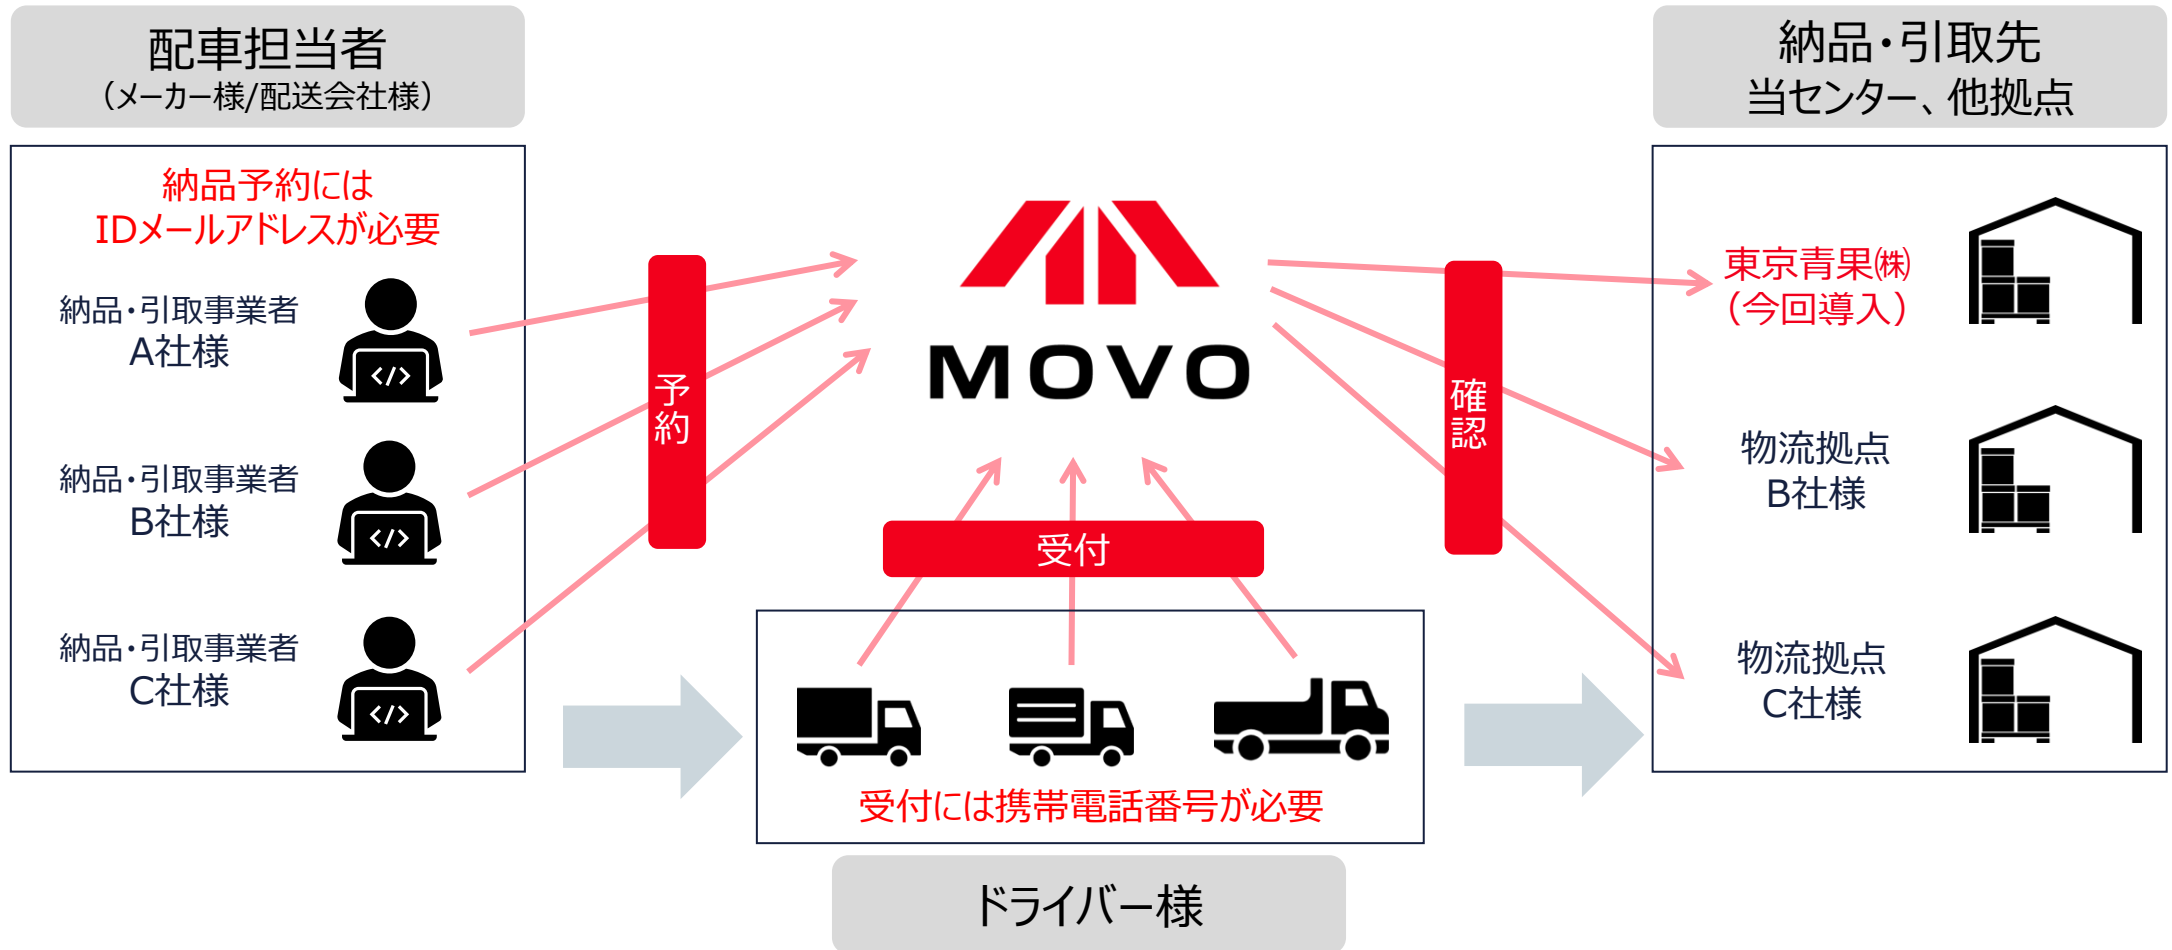 配車担当者
（メーカー様/配送会社様）
納品予約には
IDメールアドレスが必要
納品・引取事業者
A社様
納品・引取事業者
B社様
納品・引取事業者
C社様
予約
MOVO
受付
確認
受付には携帯電話番号が必要
ドライバー様
納品・引取先
当センター、他拠点
東京青果㈱
（今回導入）
物流拠点
B社様
物流拠点
C社様